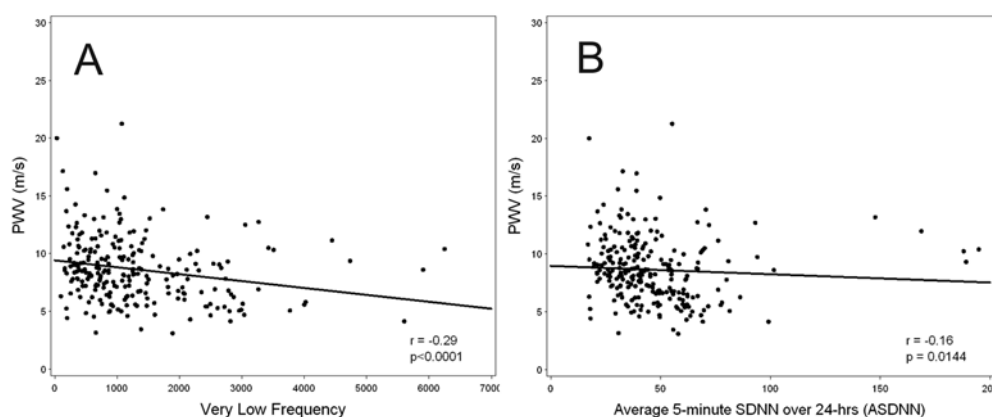 A
30
25
20
15
10
5
0
PWV (m/s)
r = -0.29
p<0.0001
0 1000 2000 3000 4000 5000 6000 7000
Very Low Frequency
B
30
25
20
15
10
5
0
PWV (m/s)
r = -0.16
p = 0.0144
0 50 100 150 200
Average 5-minute SDNN over 24-hrs (ASDNN)